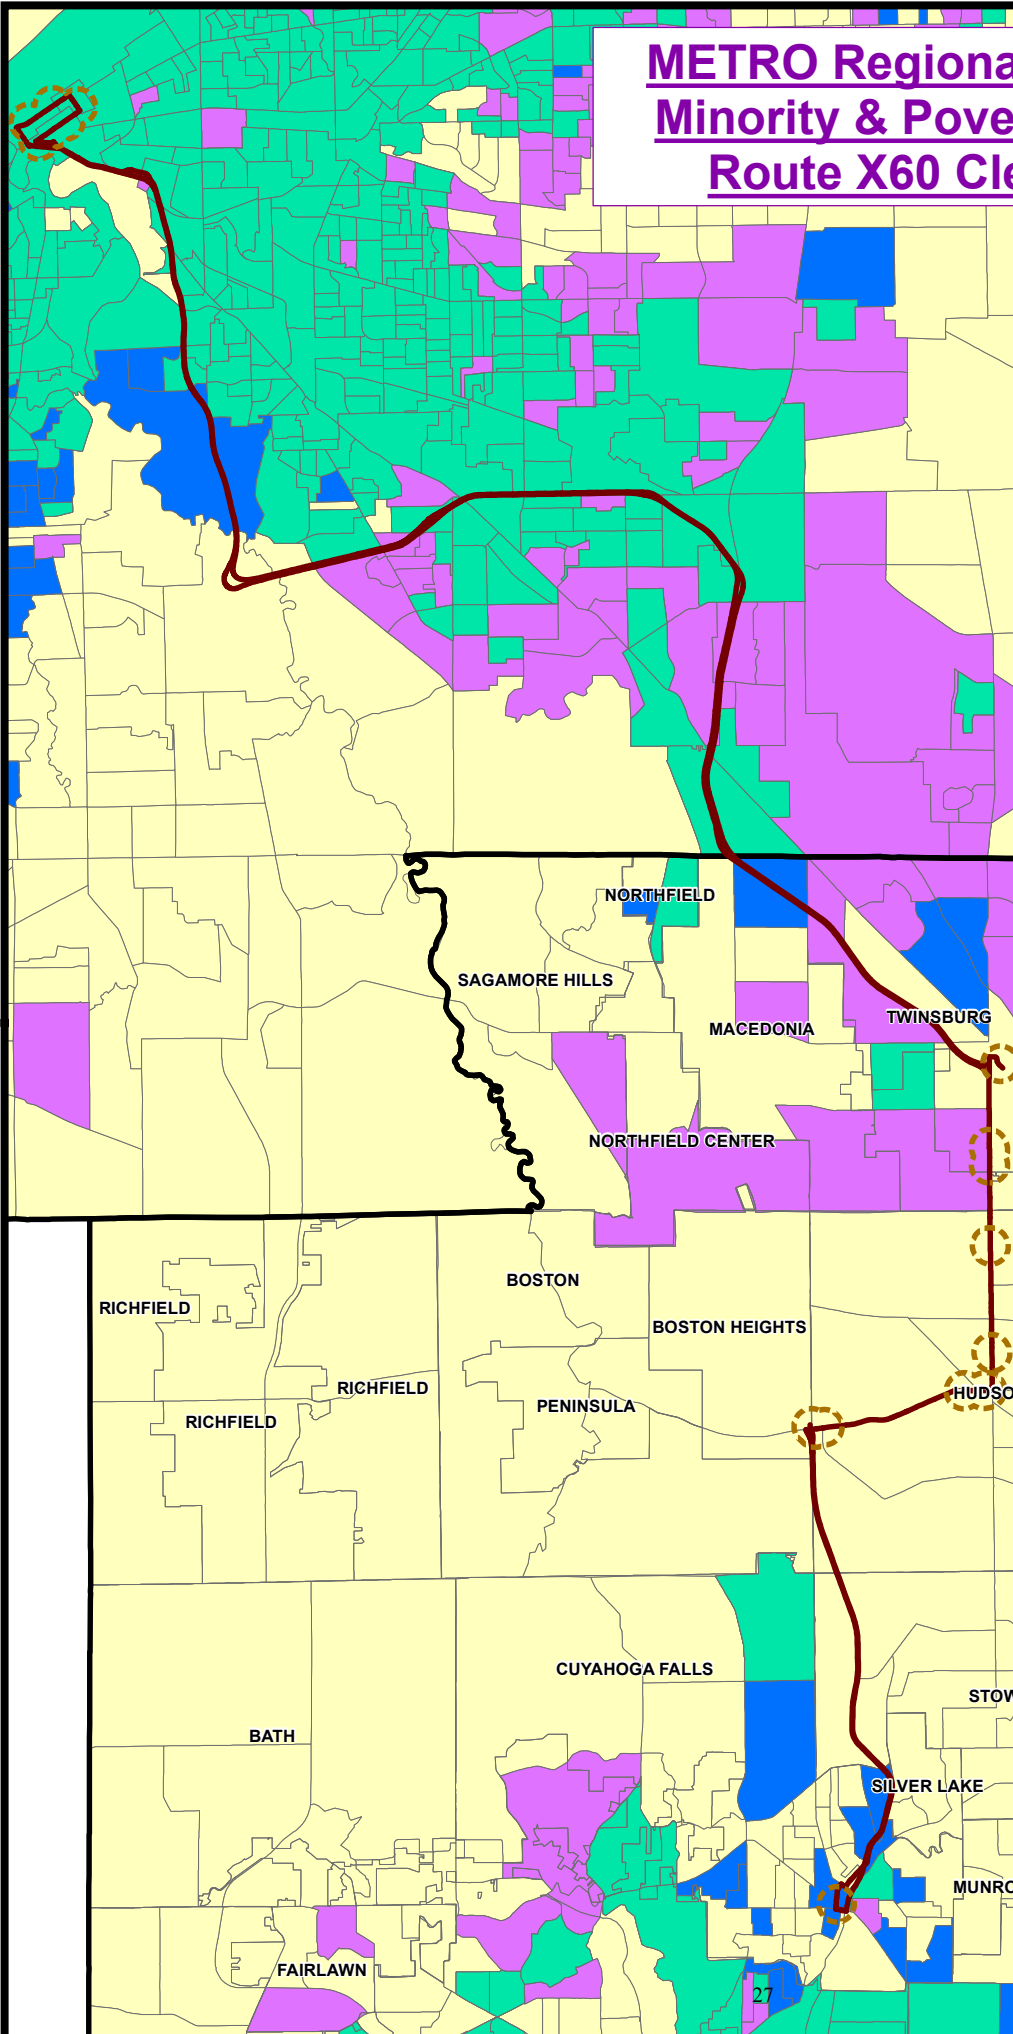 METRO Regiona
Minority & Pove
Route X60 Cle
NORTHFIELD
SAGAMORE HILLS
TWINSBURG
MACEDONIA
NORTHFIELD CENTER
BOSTON
RICHFIELD
BOSTON HEIGHTS
RICHFIELD
HUDSO
PENINSULA
RICHFIELD
CUYAHOGA FALLS
STOW
BATH
SILVER LAKE
MUNRO
FAIRLAWN
27